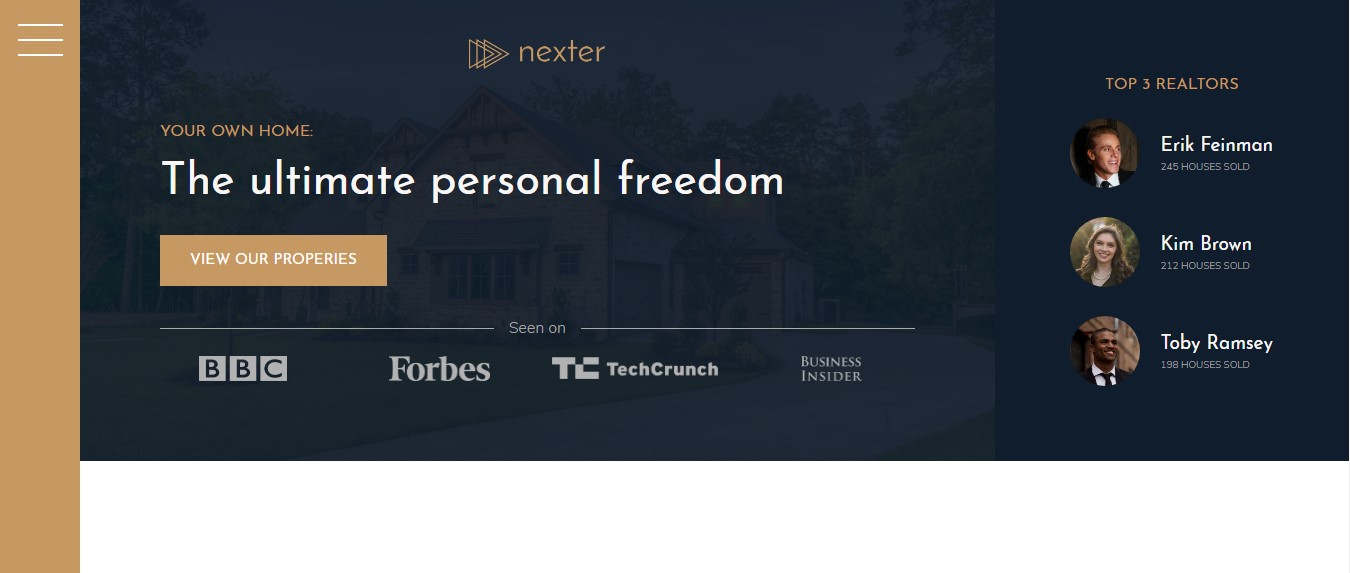 nexter
YOUR OWN HOME:
The ultimate personal freedom
VIEW OUR PROPERIES
Seen on
BBC
Forbes
TC TechCrunch
BUSINESS
INSIDER
TOP 3 REALTORS
Erik Feinman
245 HOUSES SOLD
Kim Brown
212 HOUSES SOLD
Toby Ramsey
198 HOUSES SOLD